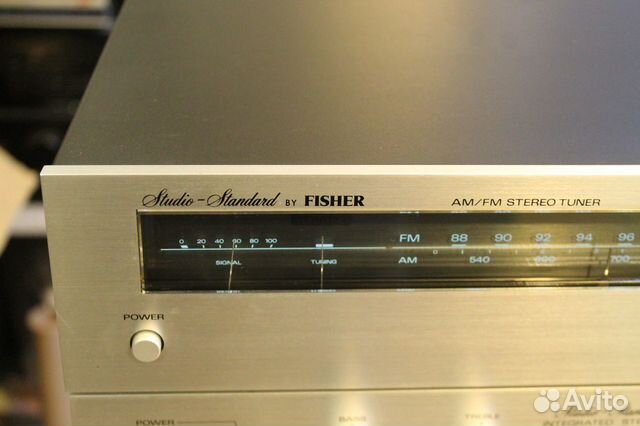 Studio-Standard BY FISHER
AM/FM STEREO TUNER
0 20 40 60 80 100
SIGNAL
TUNING
FM 88 90 92 94 96
AM 540 600 700
POWER
POWER
BASS
TREBLE
INTEGRATED
Avito